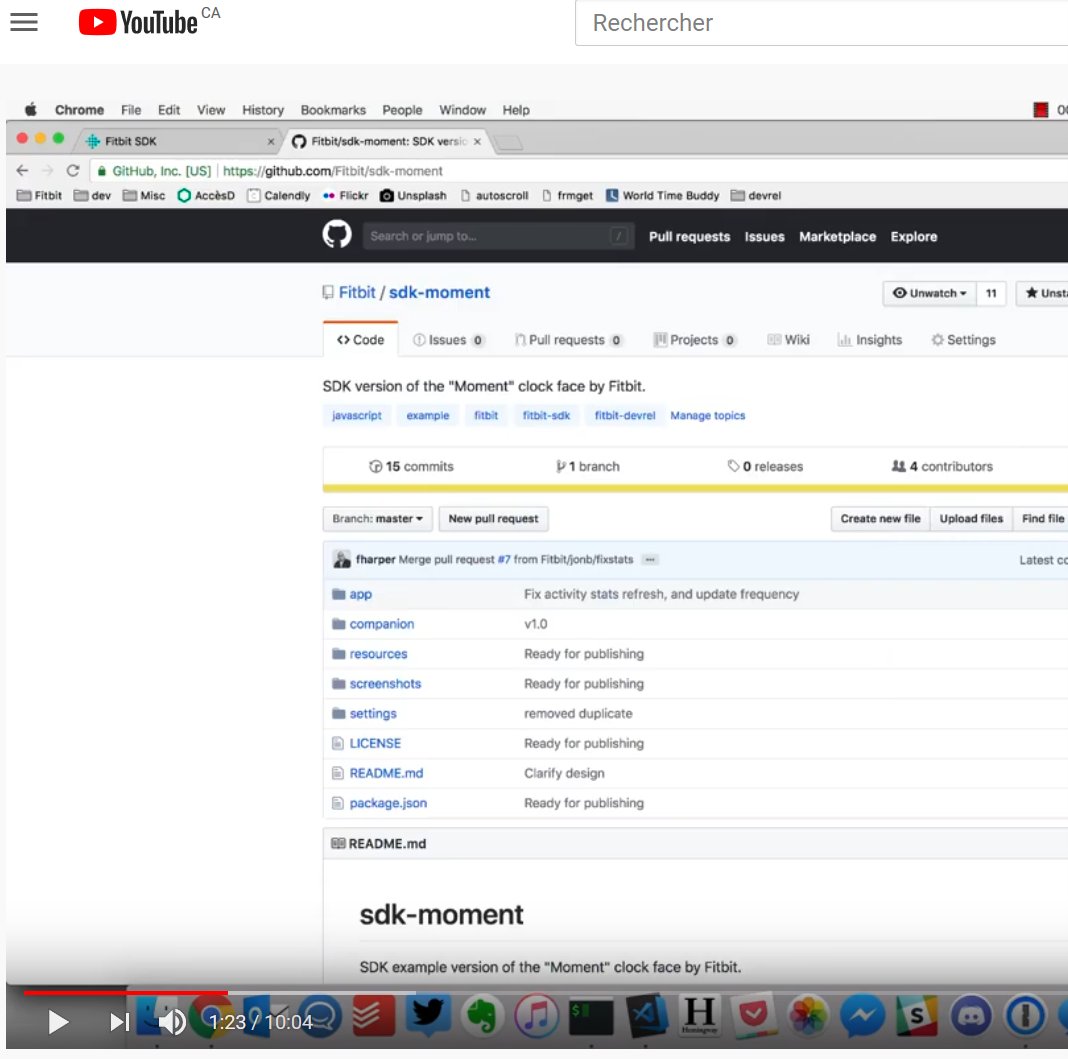 YouTube CA
Rechercher
Chrome File Edit View History Bookmarks People Window Help
Fitbit SDK × Fitbit/sdk-moment: SDK versio ×
GitHub, Inc. [US] https://github.com/Fitbit/sdk-moment
Fitbit dev Misc AccèsD Calendly Flickr Unsplash autoscroll frmget World Time Buddy devrel
Search or jump to... / Pull requests Issues Marketplace Explore
Fitbit / sdk-moment Unwatch 11 Unsta
Code Issues 0 Pull requests 0 Projects 0 Wiki Insights Settings
SDK version of the "Moment" clock face by Fitbit.
javascript example fitbit fitbit-sdk fitbit-devrel Manage topics
15 commits 1 branch 0 releases 4 contributors
Branch: master New pull request Create new file Upload files Find file
fharper Merge pull request #7 from Fitbit/jonb/fixstats ... Latest co
app Fix activity stats refresh, and update frequency
companion v1.0
resources Ready for publishing
screenshots Ready for publishing
settings removed duplicate
LICENSE Ready for publishing
README.md Clarify design
package.json Ready for publishing
README.md
sdk-moment
SDK example version of the "Moment" clock face by Fitbit.
1:23 / 10:04 $ H S
Hemingway